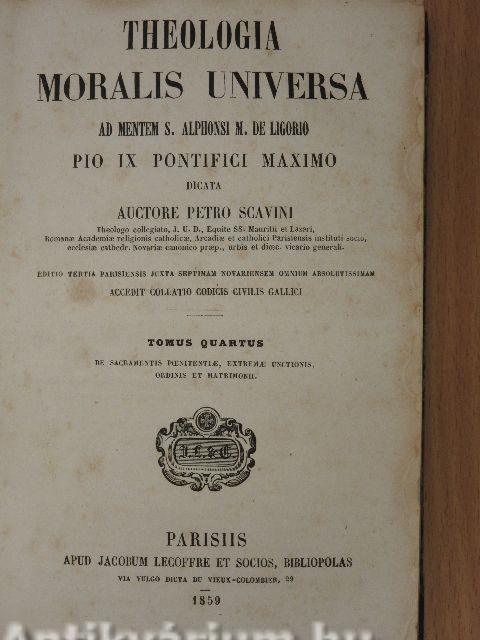 THEOLOGIA
MORALIS UNIVERSA
AD MENTEM S. ALPHONSI M. DE LIGORIO
PIO IX PONTIFICI MAXIMO
DICATA
AUCTORE PETRO SCAVINI
Theologo collegiato, J. U. D., Equite SS. Mauritii et Lazari,
Romanæ Academiæ religionis catholicæ, Arcadiæ et catholici Parisiensis instituti socio,
ecclesiæ cathedr. Novariæ canonico præp., urbis et diœc. vicario generali.
EDITIO TERTIA PARISIENSIS JUXTA SEPTIMAM NOVARIENSEM OMNIUM ABSOLUTISSIMAM
ACCEDIT COLLATIO CODICIS CIVILIS GALLICI
TOMUS QUARTUS
DE SACRAMENTIS PŒNITENTIÆ, EXTREMÆ UNCTIONIS,
ORDINIS ET MATRIMONII.
J. L. & C.
PARISIIS
APUD JACOBUM LECOFFRE ET SOCIOS, BIBLIOPOLAS
VIA VULGO DICTA DU VIEUX-COLOMBIER, 29
1859
Antikvárium.hu